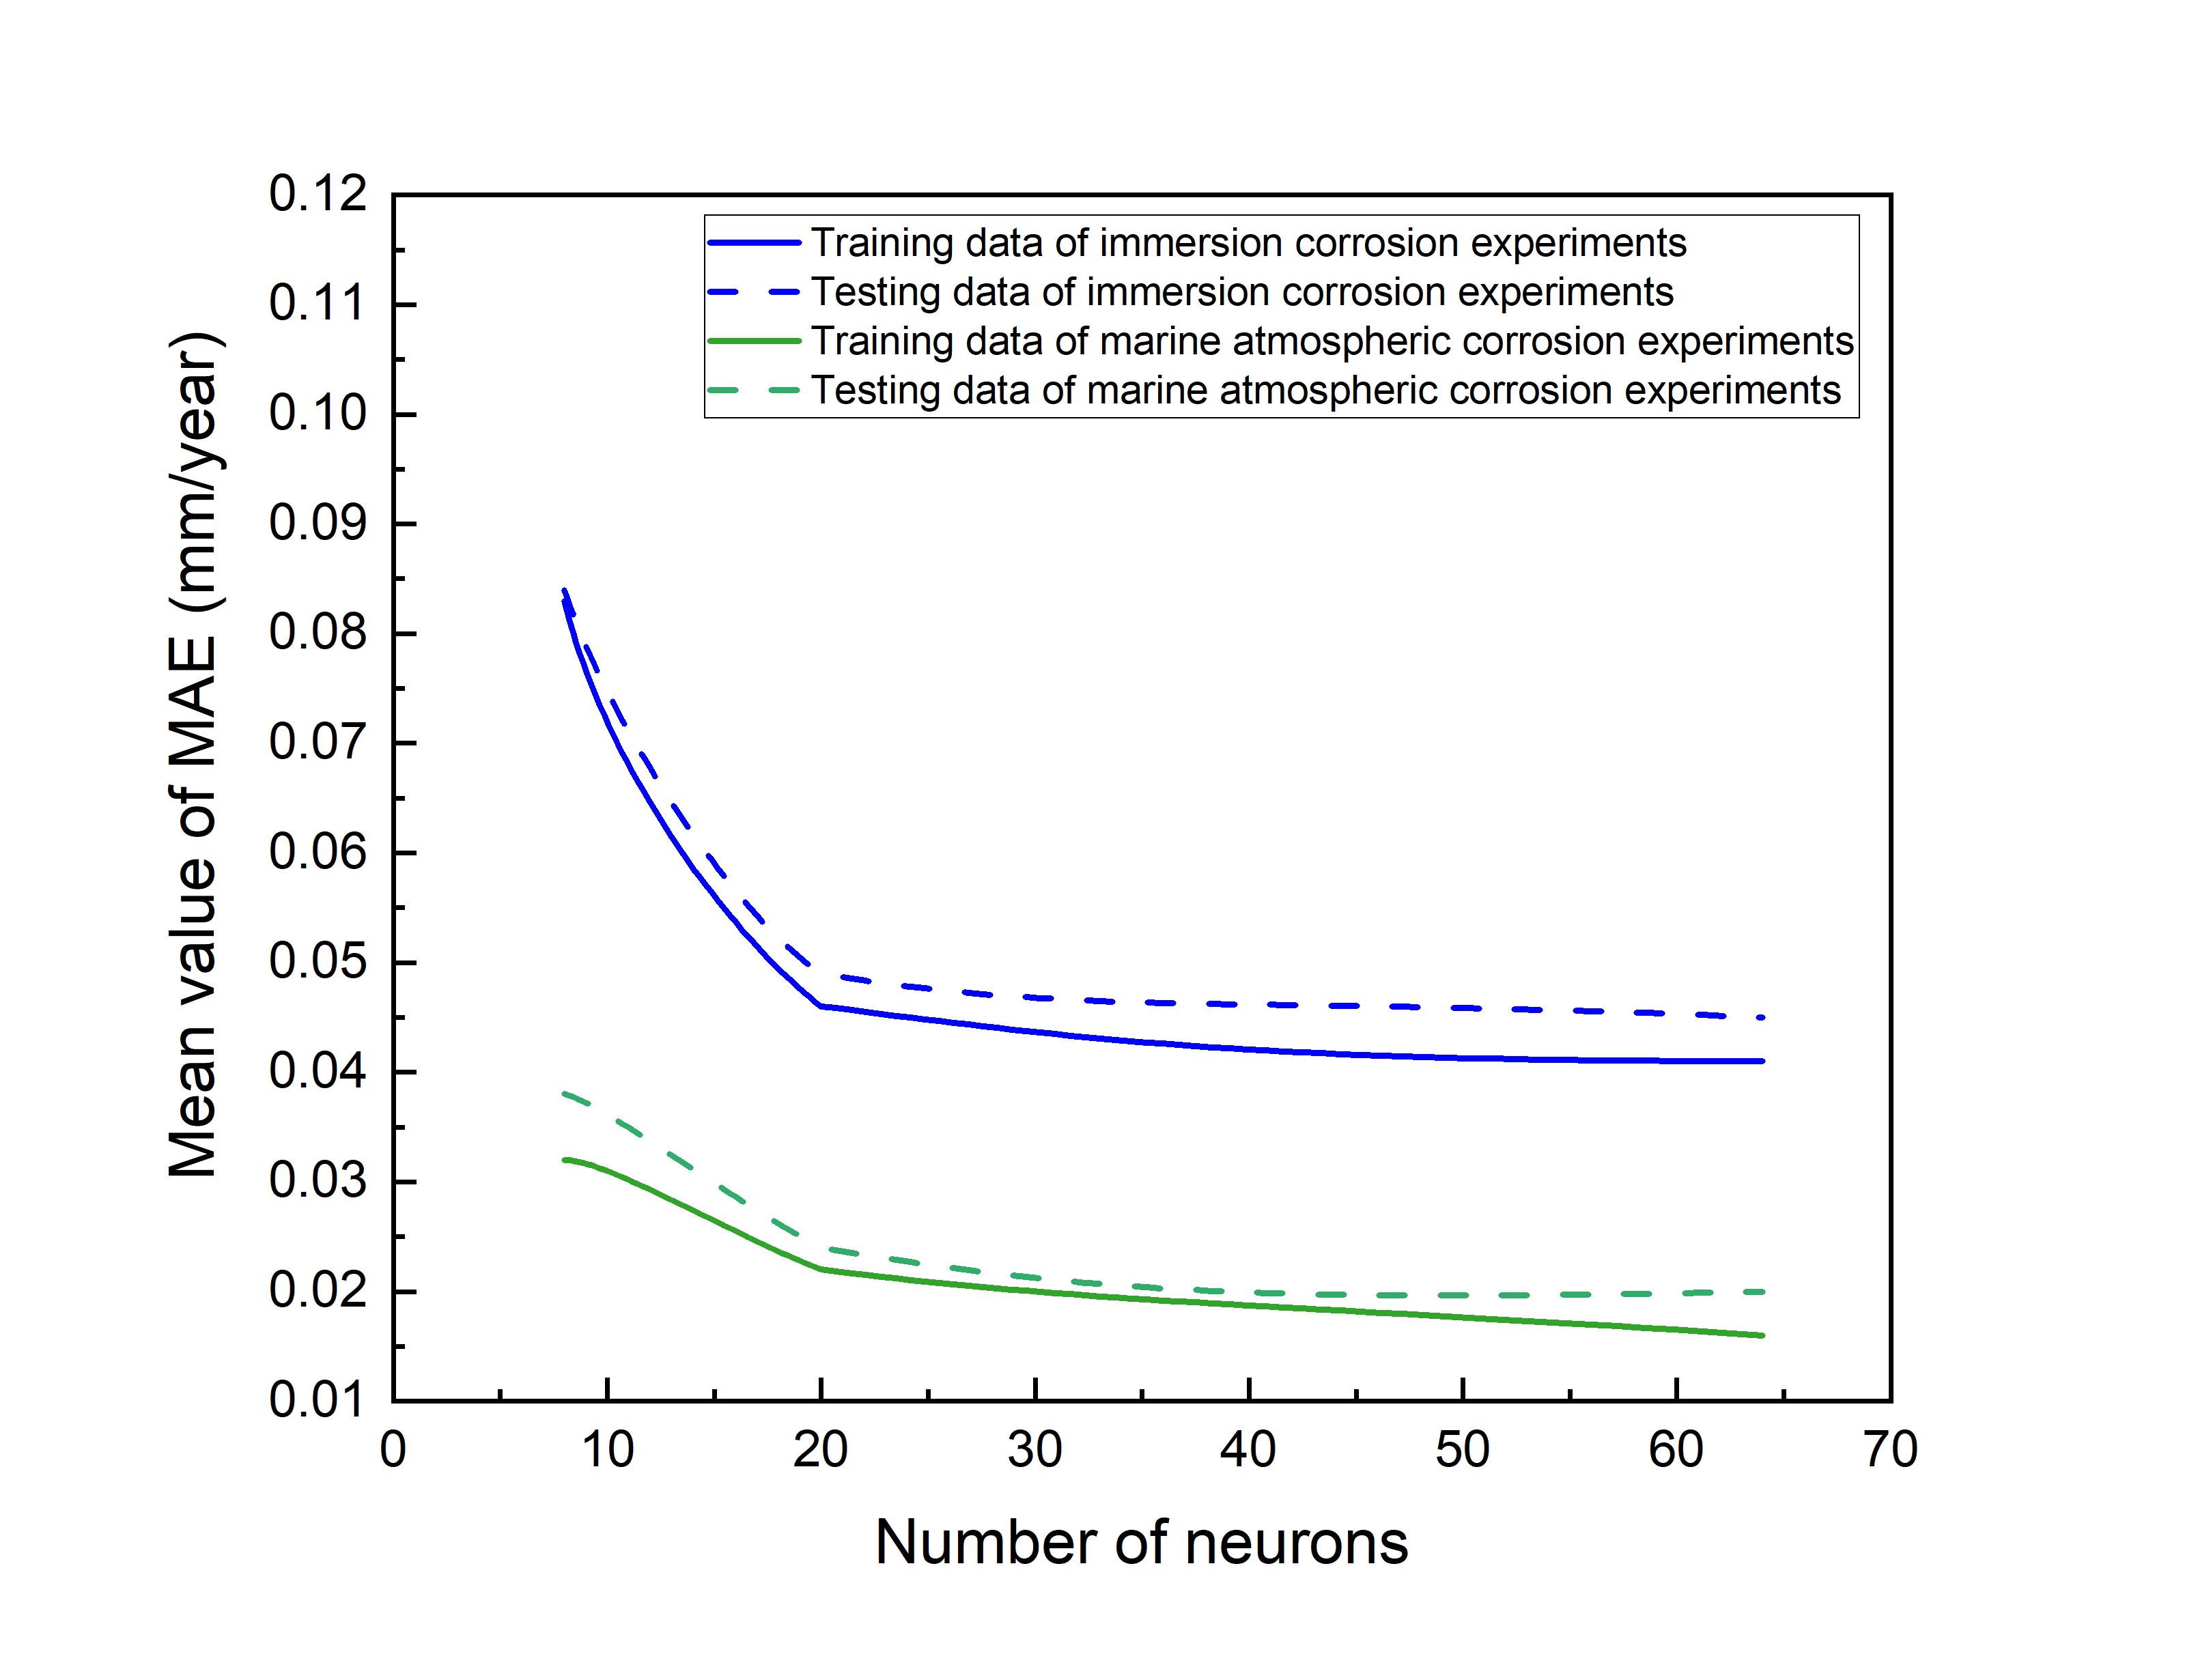 Training data of immersion corrosion experiments
Testing data of immersion corrosion experiments
Training data of marine atmospheric corrosion experiments
Testing data of marine atmospheric corrosion experiments
Mean value of MAE (mm/year)
0.12
0.11
0.10
0.09
0.08
0.07
0.06
0.05
0.04
0.03
0.02
0.01
0 10 20 30 40 50 60 70
Number of neurons